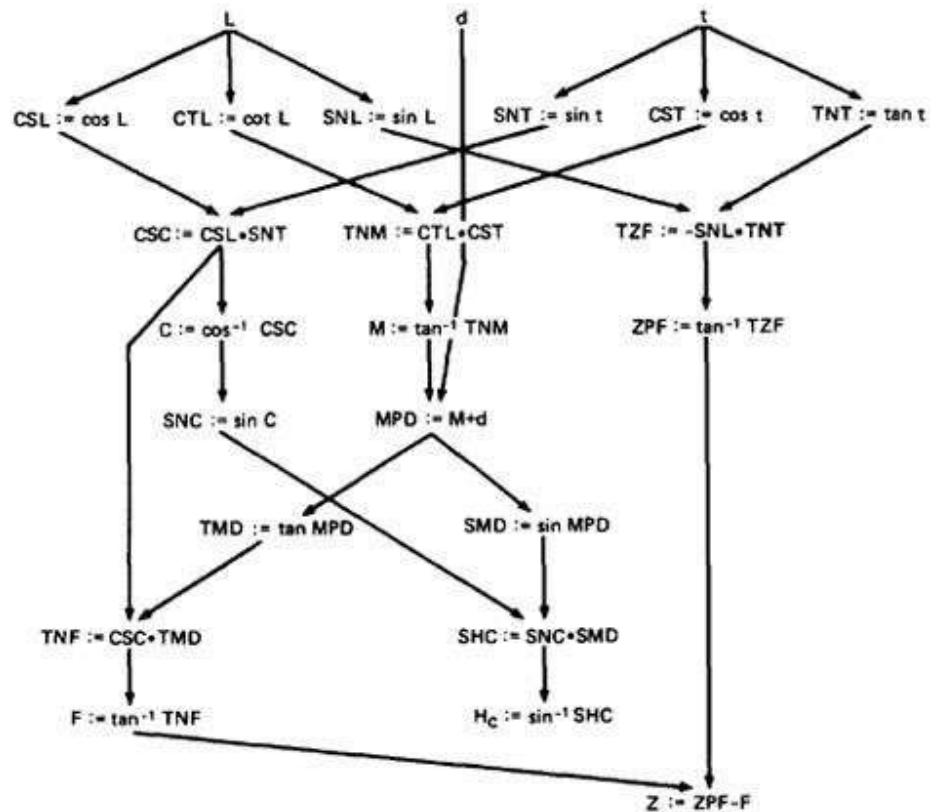 L d t
CSL := cos L CTL := cot L SNL := sin L SNT := sin t CST := cos t TNT := tan t
CSC := CSL•SNT TNM := CTL•CST TZF := -SNL•TNT
C := cos⁻¹ CSC M := tan⁻¹ TNM ZPF := tan⁻¹ TZF
SNC := sin C MPD := M+d
TMD := tan MPD SMD := sin MPD
TNF := CSC•TMD SHC := SNC•SMD
F := tan⁻¹ TNF H_C := sin⁻¹ SHC
Z := ZPF-F